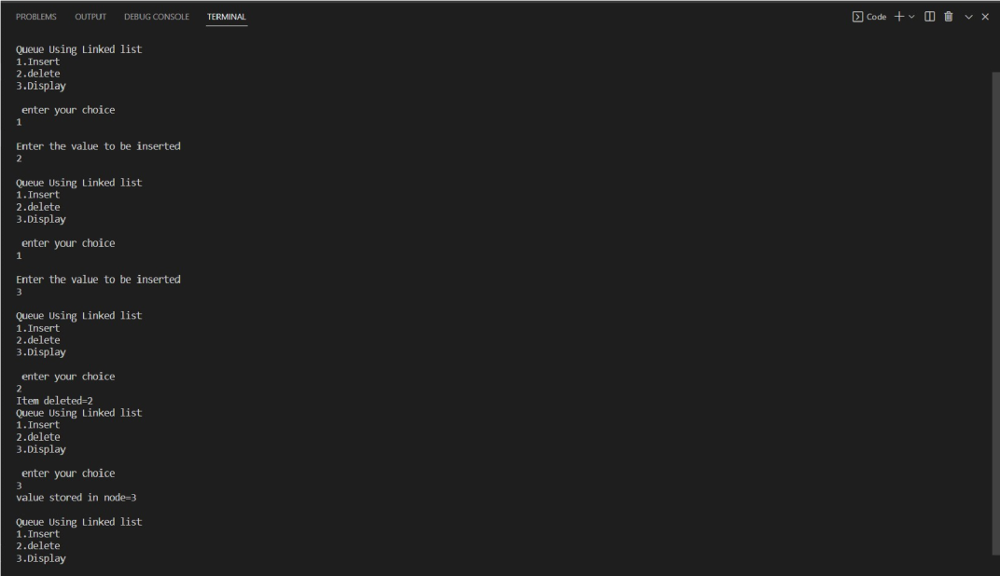 PROBLEMS OUTPUT DEBUG CONSOLE TERMINAL Code
Queue Using Linked list
1.Insert
2.delete
3.Display
enter your choice
1
Enter the value to be inserted
2
Queue Using Linked list
1.Insert
2.delete
3.Display
enter your choice
1
Enter the value to be inserted
3
Queue Using Linked list
1.Insert
2.delete
3.Display
enter your choice
2
Item deleted=2
Queue Using Linked list
1.Insert
2.delete
3.Display
enter your choice
3
value stored in node=3
Queue Using Linked list
1.Insert
2.delete
3.Display